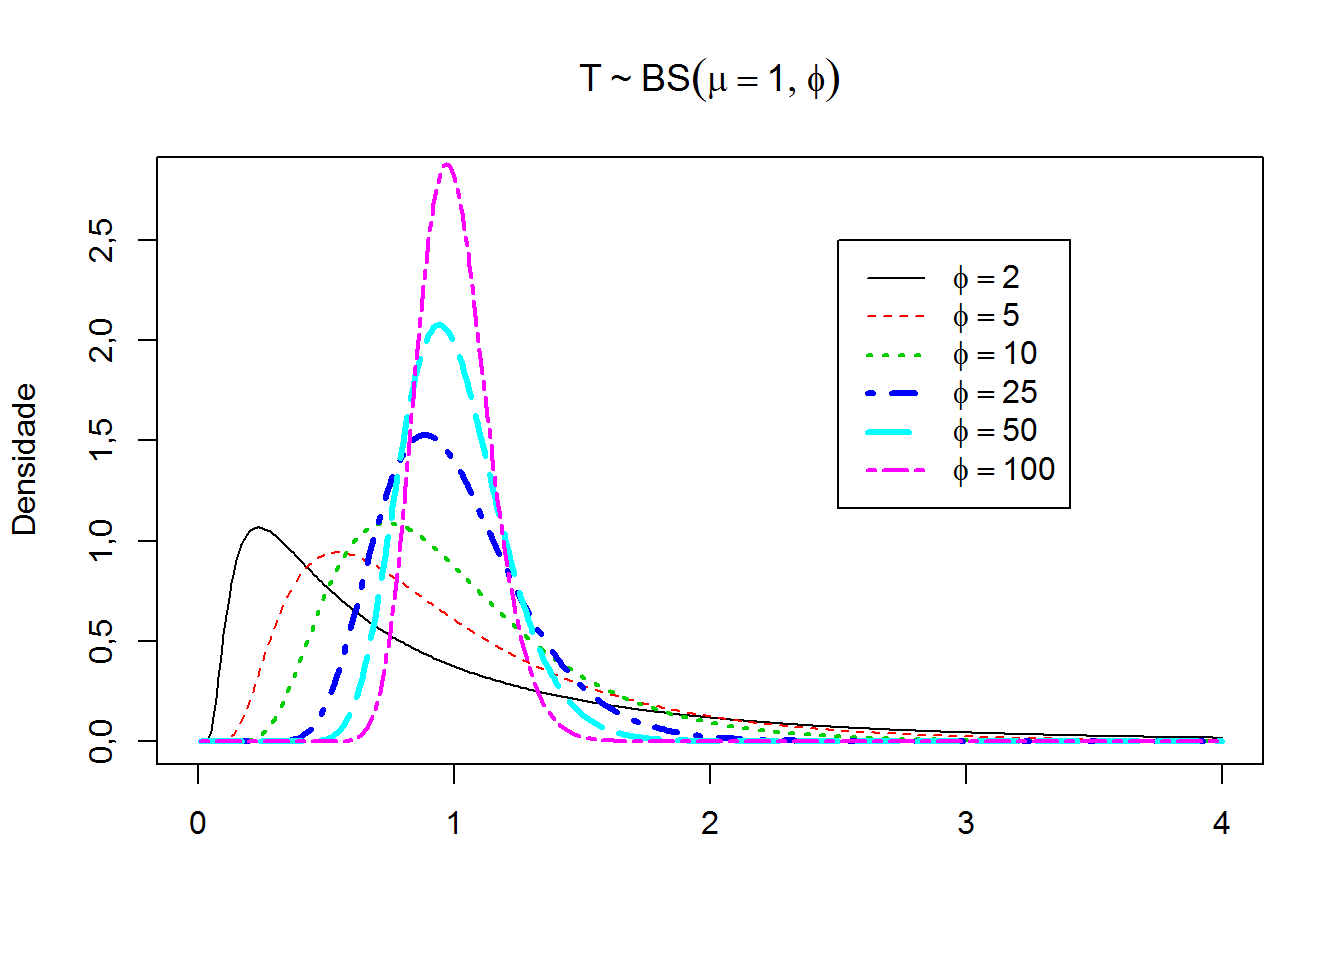 T ~ BS(μ = 1, ϕ)
Densidade
2,5
2,0
1,5
1,0
0,5
0,0
ϕ = 2
ϕ = 5
ϕ = 10
ϕ = 25
ϕ = 50
ϕ = 100
0 1 2 3 4